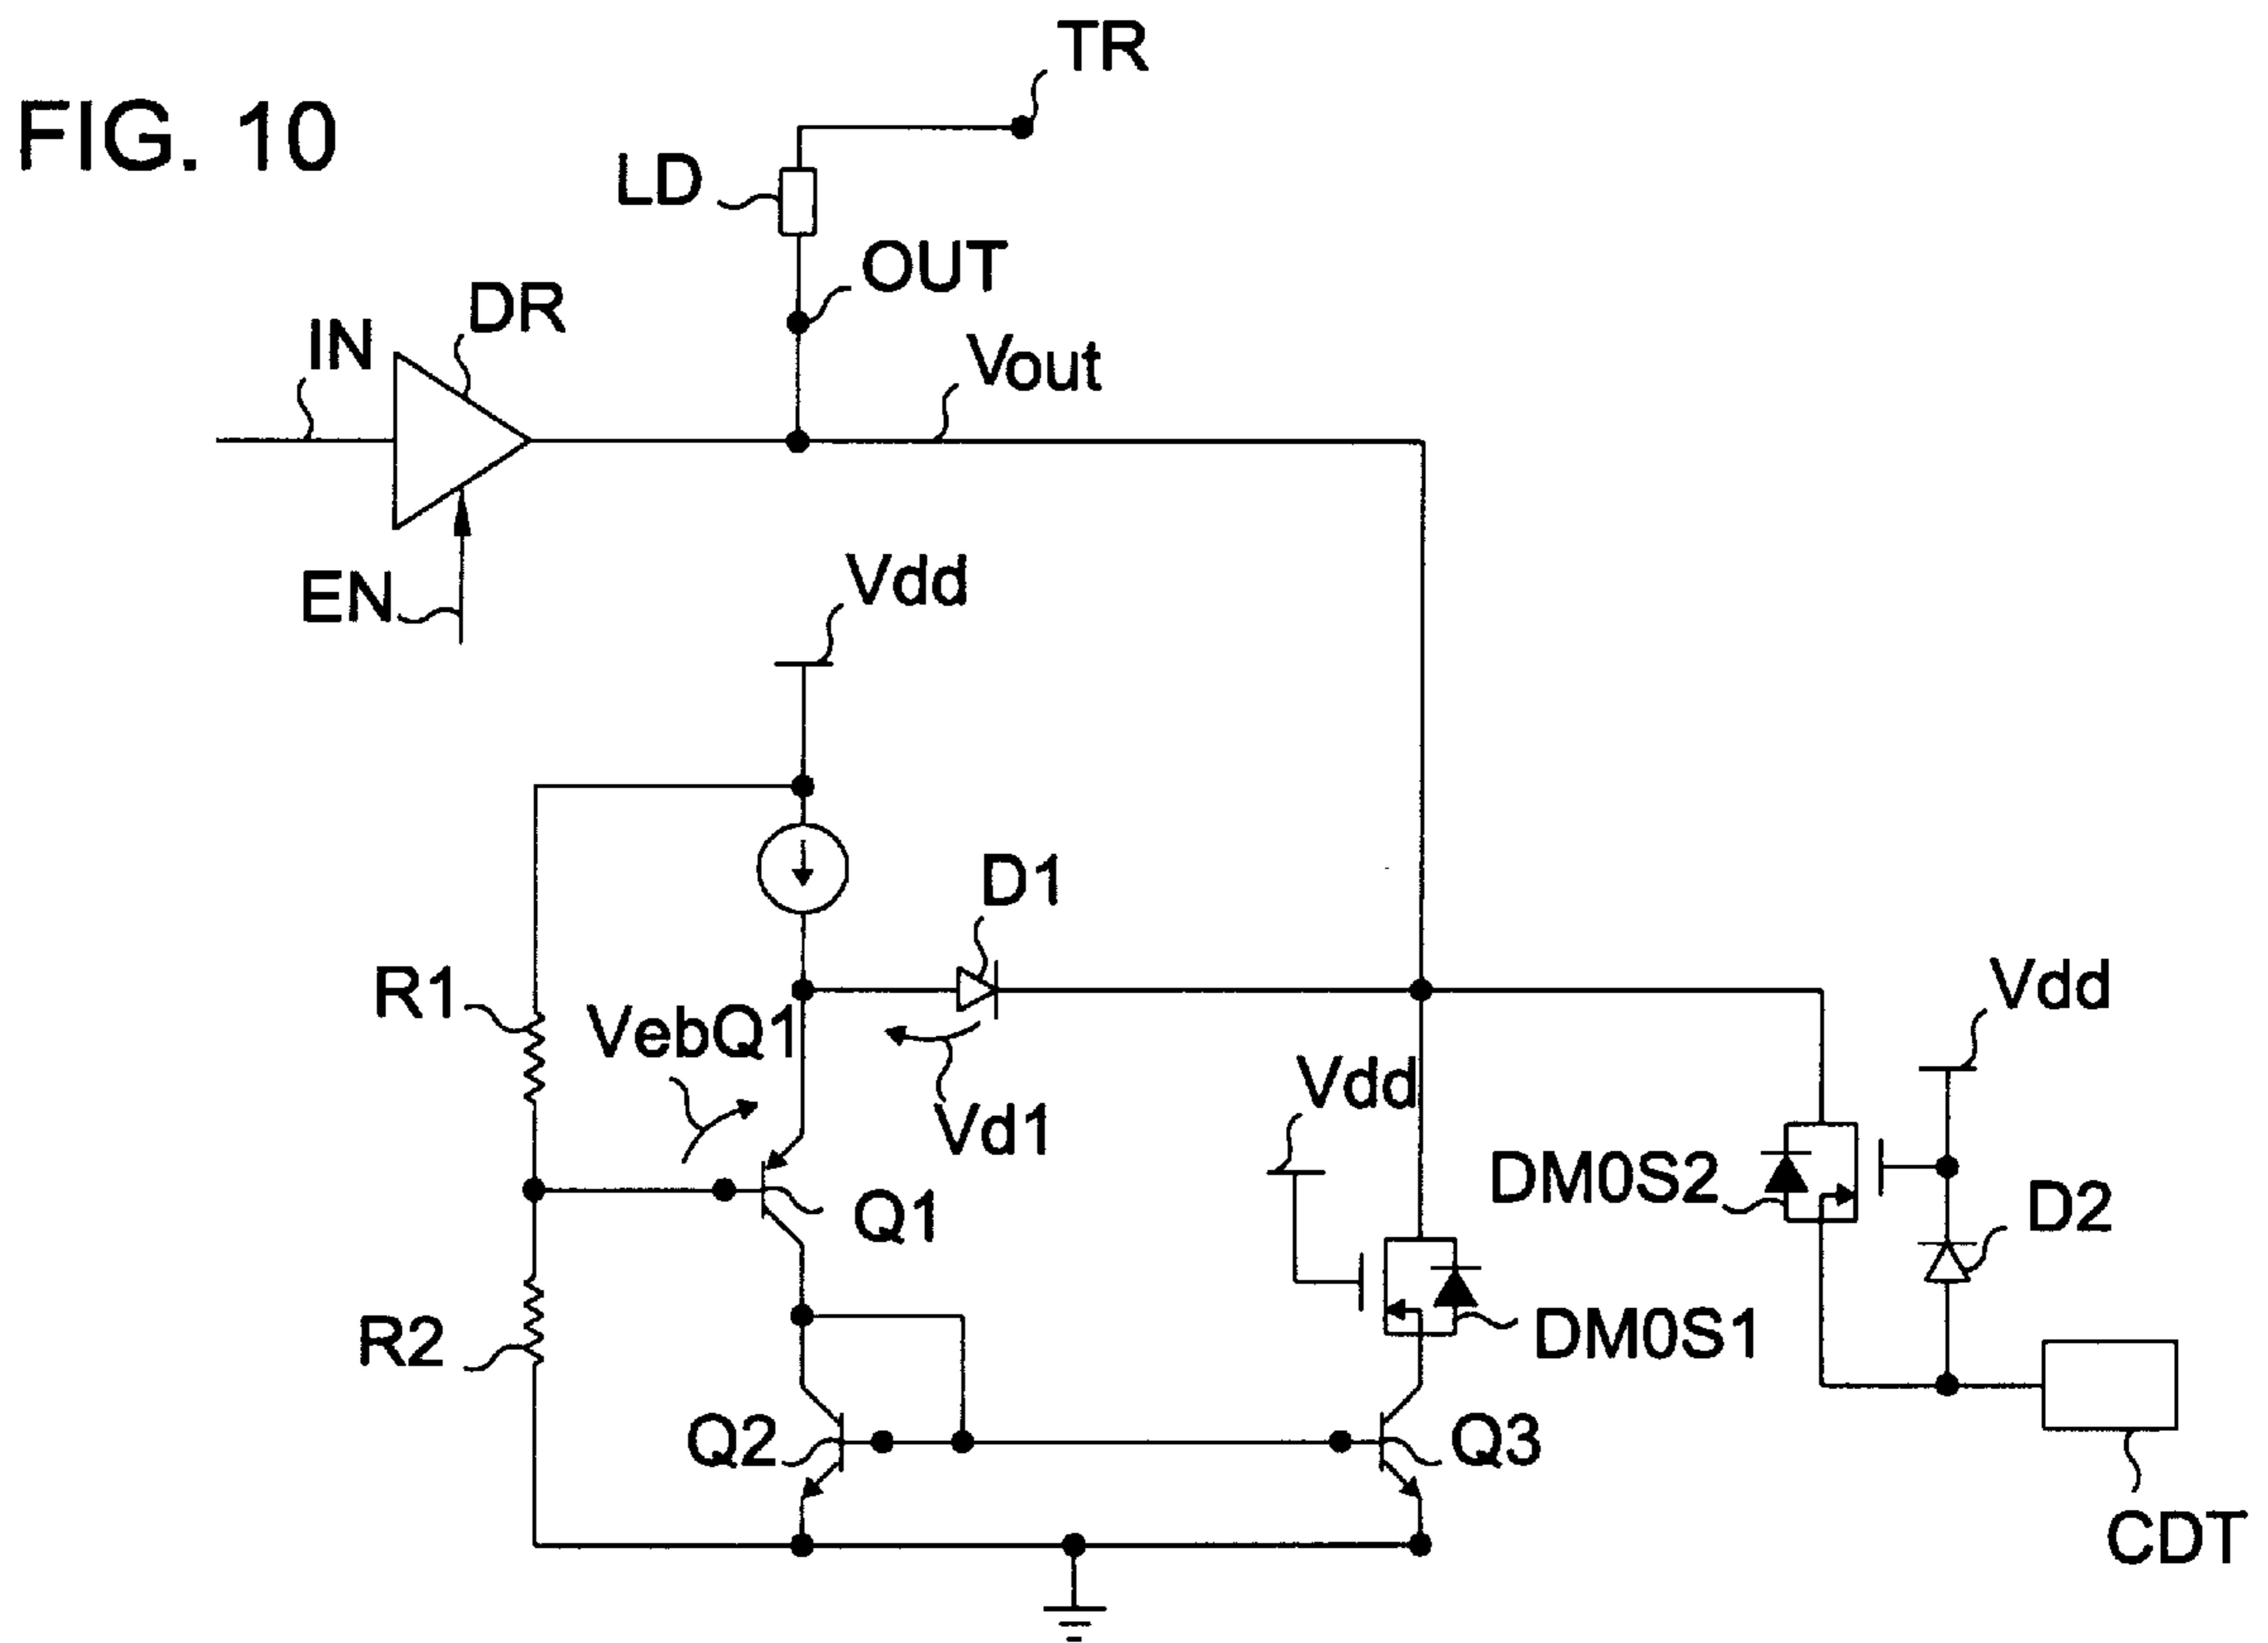 FIG. 10
TR
LD
OUT
DR
IN
Vout
EN
Vdd
D1
R1
VebQ1
Vdd
Vdd
Vd1
DM0S2
D2
Q1
R2
DM0S1
Q2
Q3
CDT